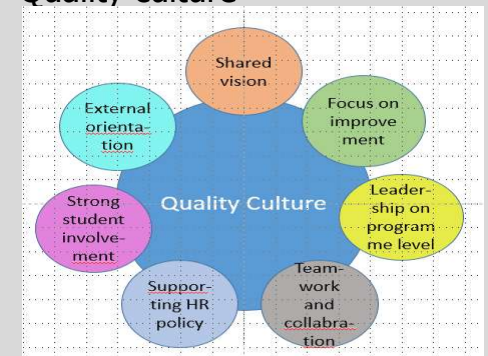 Quality Culture
Shared
vision
Focus on
improve
ment
Leader-
ship on
program
me level
Team-
work
and
collabra-
tion
Suppor-
ting HR
policy
Strong
student
involve-
ment
External
orienta-
tion
Quality Culture